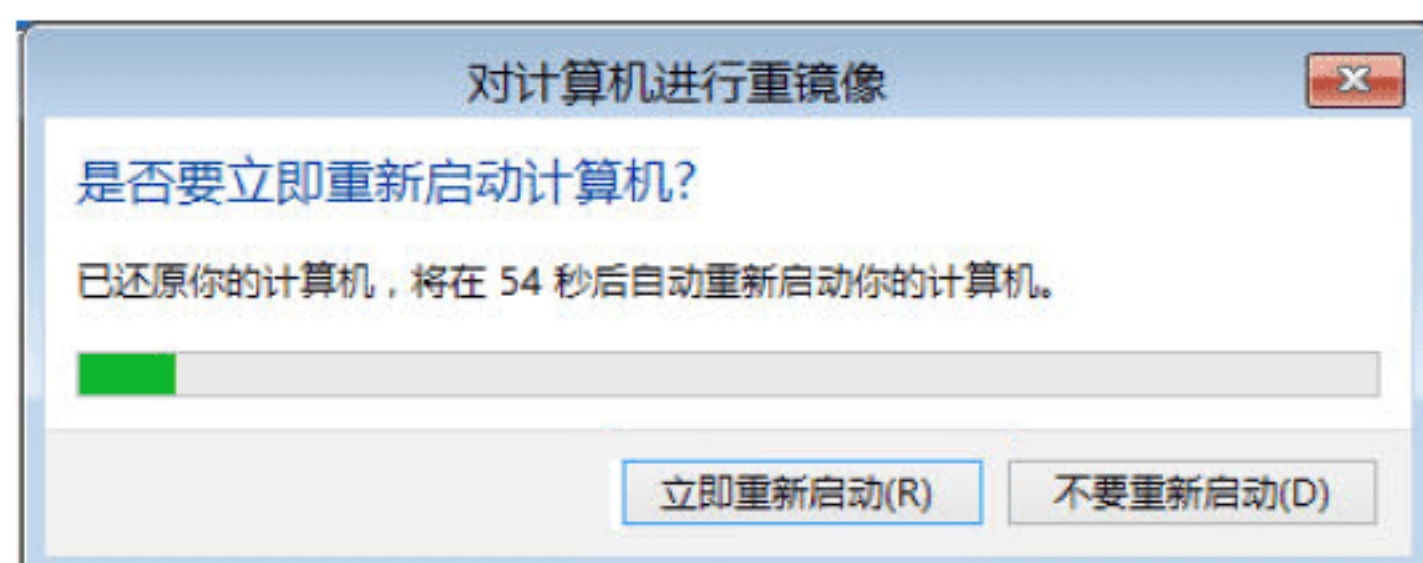 对计算机进行重镜像
是否要立即重新启动计算机?
已还原你的计算机，将在 54 秒后自动重新启动你的计算机。
立即重新启动(R)
不要重新启动(D)